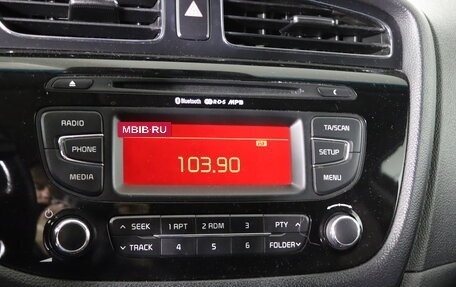 Bluetooth RDS MP3
RADIO
TA/SCAN
MBIB·RU
PHONE
103.90
SETUP
MEDIA
MENU
SEEK 1 RPT 2 RDM 3 PTY
TRACK 4 5 6 FOLDER